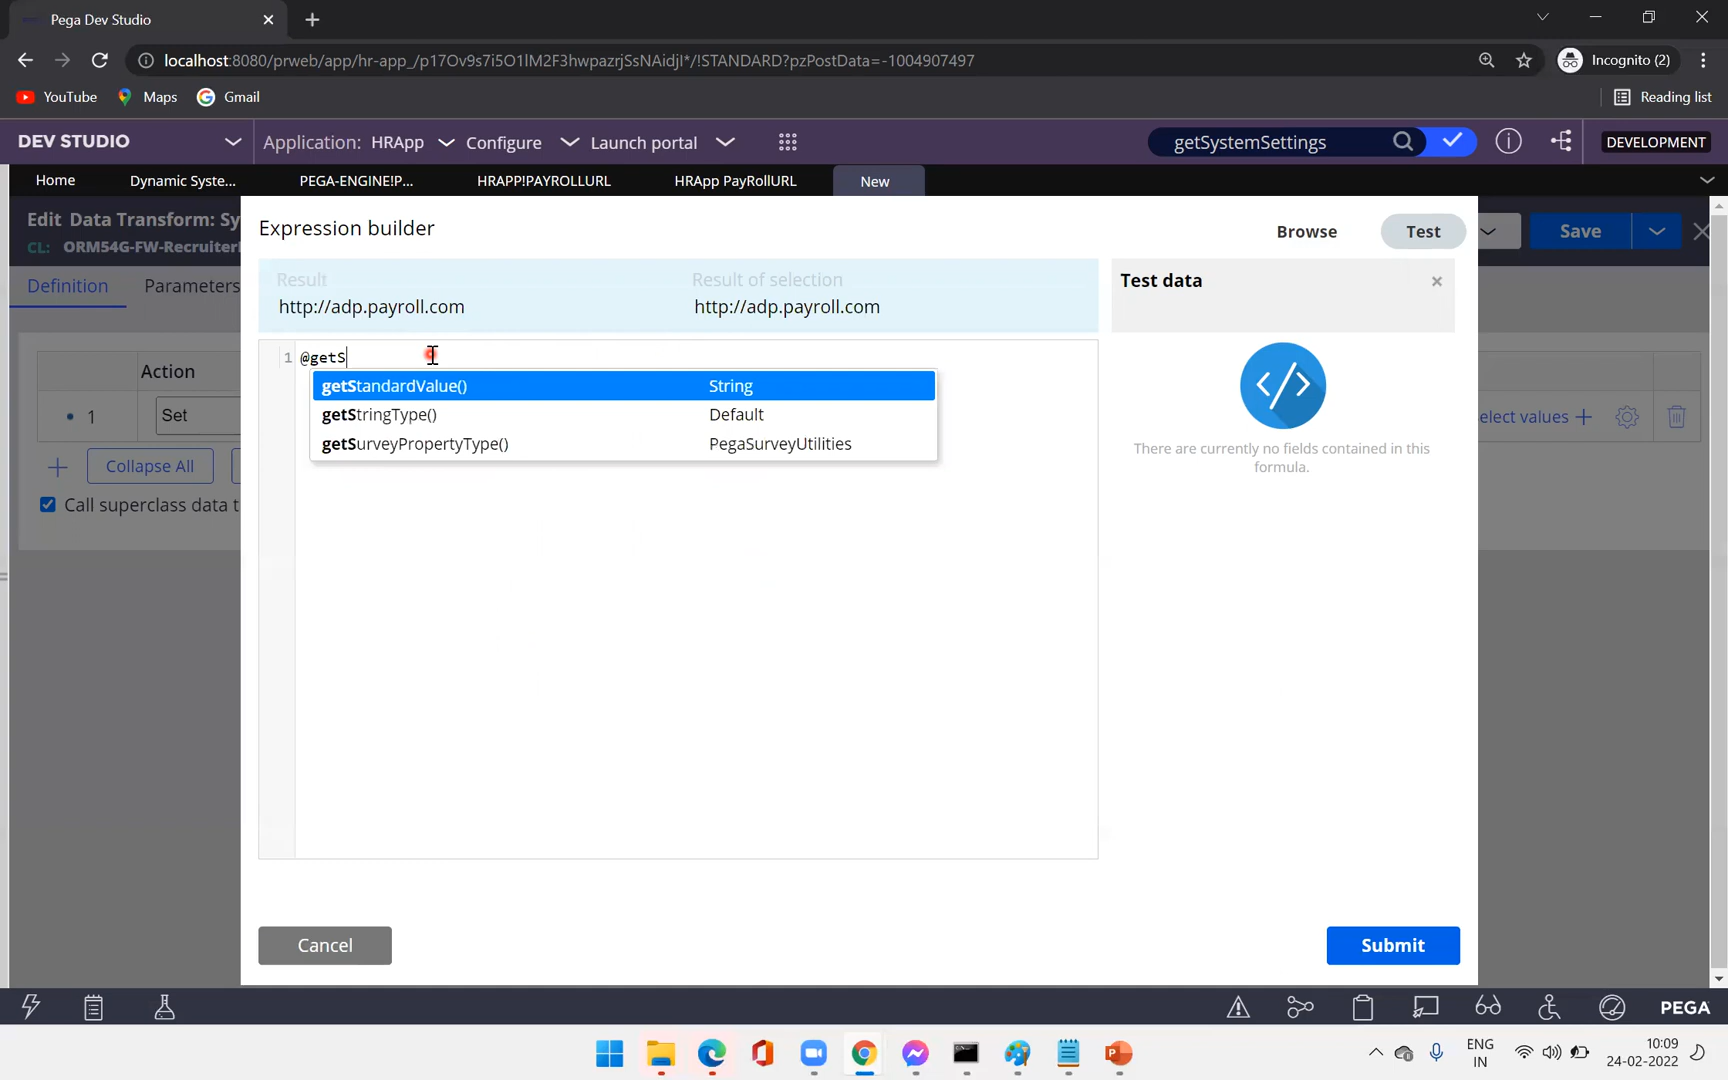 Pega Dev Studio
localhost:8080/prweb/app/hr-app_/p17Ov9s7i5O1lM2F3hwpazrjSsNAidjI*/!STANDARD?pzPostData=-1004907497
Incognito (2)
YouTube
Maps
Gmail
Reading list
DEV STUDIO
Application: HRApp
Configure
Launch portal
getSystemSettings
DEVELOPMENT
Home
Dynamic Syste...
PEGA-ENGINE!P...
HRAPP!PAYROLLURL
HRApp PayRollURL
New
Edit Data Transform: Sy
CL: ORM54G-FW-Recruiter
Save
Definition
Parameters
Expression builder
Browse
Test
Result
http://adp.payroll.com
Result of selection
http://adp.payroll.com
Test data
1 @getS
getStandardValue() String
getStringType() Default
getSurveyPropertyType() PegaSurveyUtilities
There are currently no fields contained in this
formula.
Action
1 Set
elect values
Collapse All
Call superclass data t
Cancel
Submit
PEGA
ENG
IN
10:09
24-02-2022